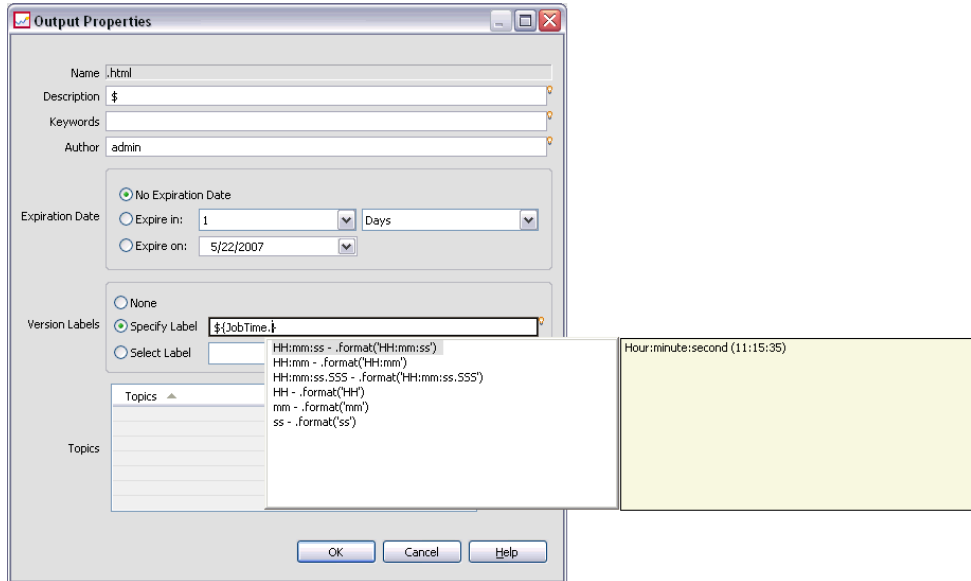 Output Properties
Name .html
Description $
Keywords
Author admin
No Expiration Date
Expiration Date
Expire in: 1 Days
Expire on: 5/22/2007
None
Version Labels
Specify Label ${JobTime.}
Select Label
HH:mm:ss - .format('HH:mm:ss')
HH:mm - .format('HH:mm')
HH:mm:ss.SSS - .format('HH:mm:ss.SSS')
HH - .format('HH')
mm - .format('mm')
ss - .format('ss')
Hour:minute:second (11:15:35)
Topics
Topics
OK Cancel Help